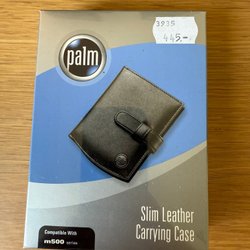 palm
3935
445.-
Slim Leather
Carrying Case
Compatible With
m500 series